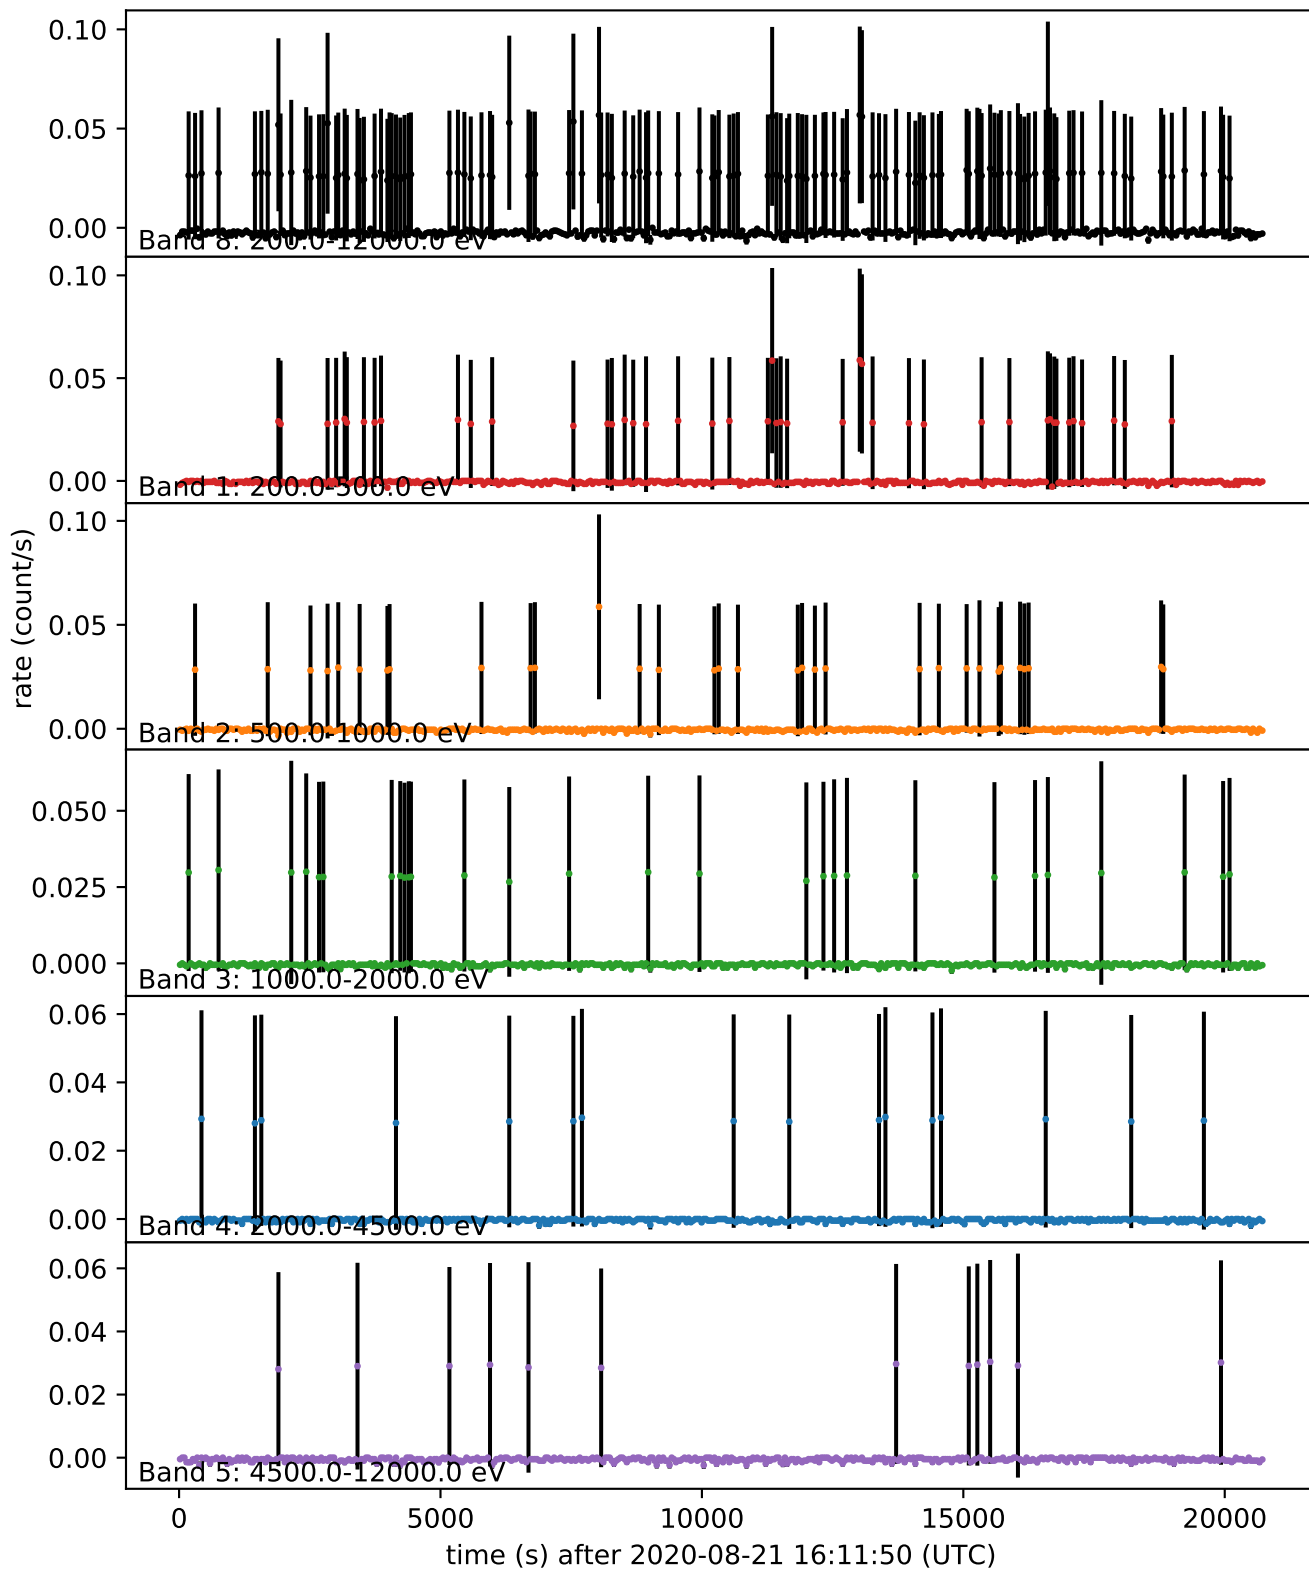 0.10
0.05
0.00
Band 8: 200.0-12000.0 eV
0.10
0.05
0.00
Band 1: 200.0-500.0 eV
0.10
0.05
0.00
Band 2: 500.0-1000.0 eV
rate (count/s)
0.050
0.025
0.000
Band 3: 1000.0-2000.0 eV
0.06
0.04
0.02
0.00
Band 4: 2000.0-4500.0 eV
0.06
0.04
0.02
0.00
Band 5: 4500.0-12000.0 eV
0 5000 10000 15000 20000
time (s) after 2020-08-21 16:11:50 (UTC)